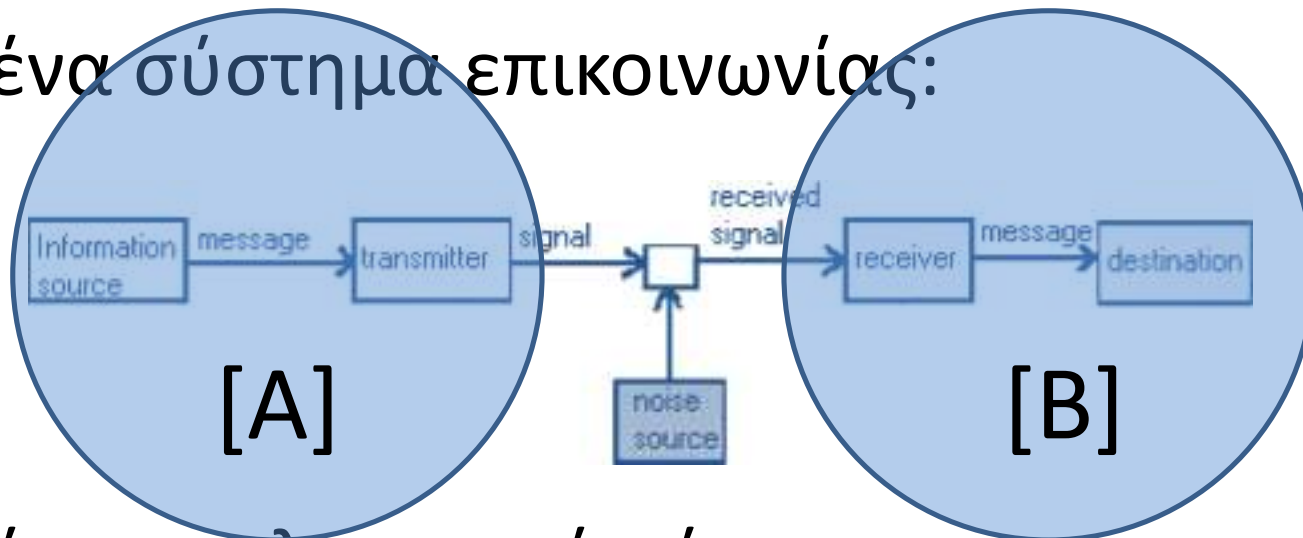 ένα σύστημα επικοινωνίας:
Information
source
message
transmitter
signal
received
signal
receiver
message
destination
[A]
[B]
noise
source